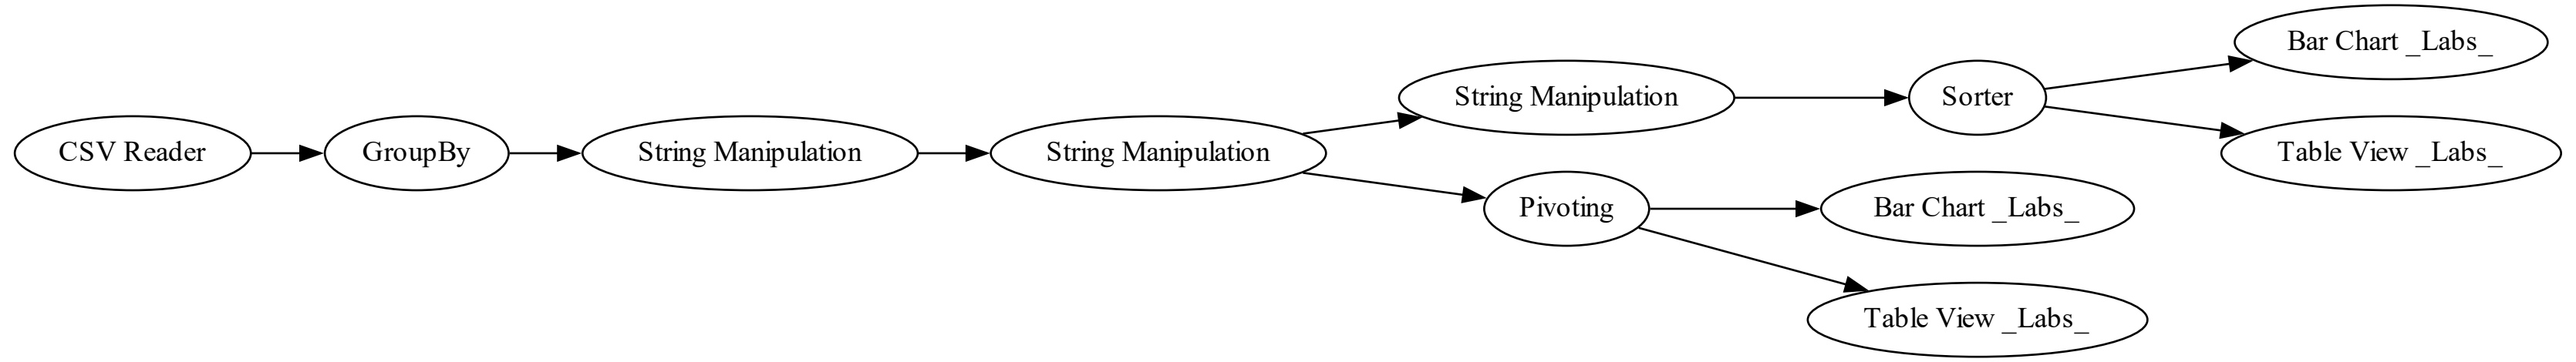 CSV Reader
GroupBy
String Manipulation
String Manipulation
String Manipulation
Sorter
Bar Chart _Labs_
Table View _Labs_
Pivoting
Bar Chart _Labs_
Table View _Labs_